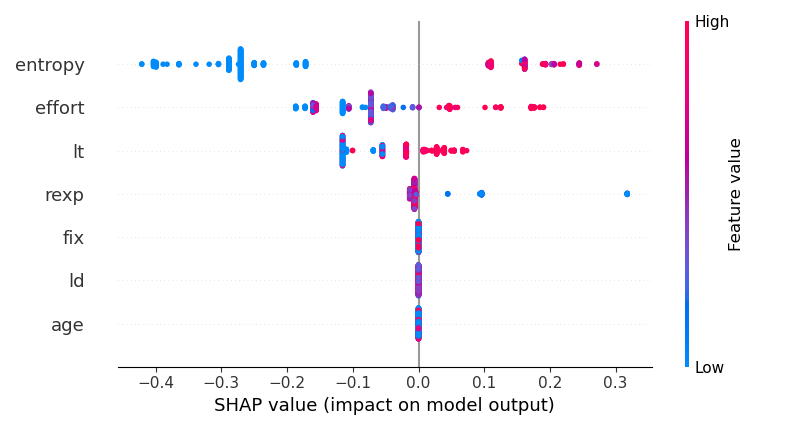 High
entropy
effort
lt
rexp
fix
ld
age
Feature value
Low
−0.4 −0.3 −0.2 −0.1 0.0 0.1 0.2 0.3
SHAP value (impact on model output)